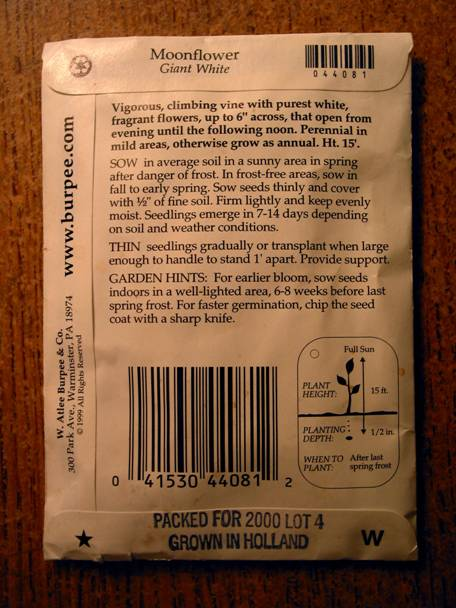 Moonflower
Giant White
044081
Vigorous, climbing vine with purest white,
fragrant flowers, up to 6" across, that open from
evening until the following noon. Perennial in
mild areas, otherwise grow as annual. Ht. 15'.
SOW in average soil in a sunny area in spring
after danger of frost. In frost-free areas, sow in
fall to early spring. Sow seeds thinly and cover
with ½" of fine soil. Firm lightly and keep evenly
moist. Seedlings emerge in 7-14 days depending
on soil and weather conditions.
THIN seedlings gradually or transplant when large
enough to handle to stand 1' apart. Provide support.
GARDEN HINTS: For earlier bloom, sow seeds
indoors in a well-lighted area, 6-8 weeks before last
spring frost. For faster germination, chip the seed
coat with a sharp knife.
www.burpee.com
W. Atlee Burpee & Co.
300 Park Ave., Warminster, PA 18974
© 1999 All Rights Reserved
Full Sun
PLANT
HEIGHT:
15 ft.
PLANTING
DEPTH:
1/2 in.
WHEN TO
PLANT:
After last
spring frost
0 41530 44081 2
PACKED FOR 2000 LOT 4
GROWN IN HOLLAND
W